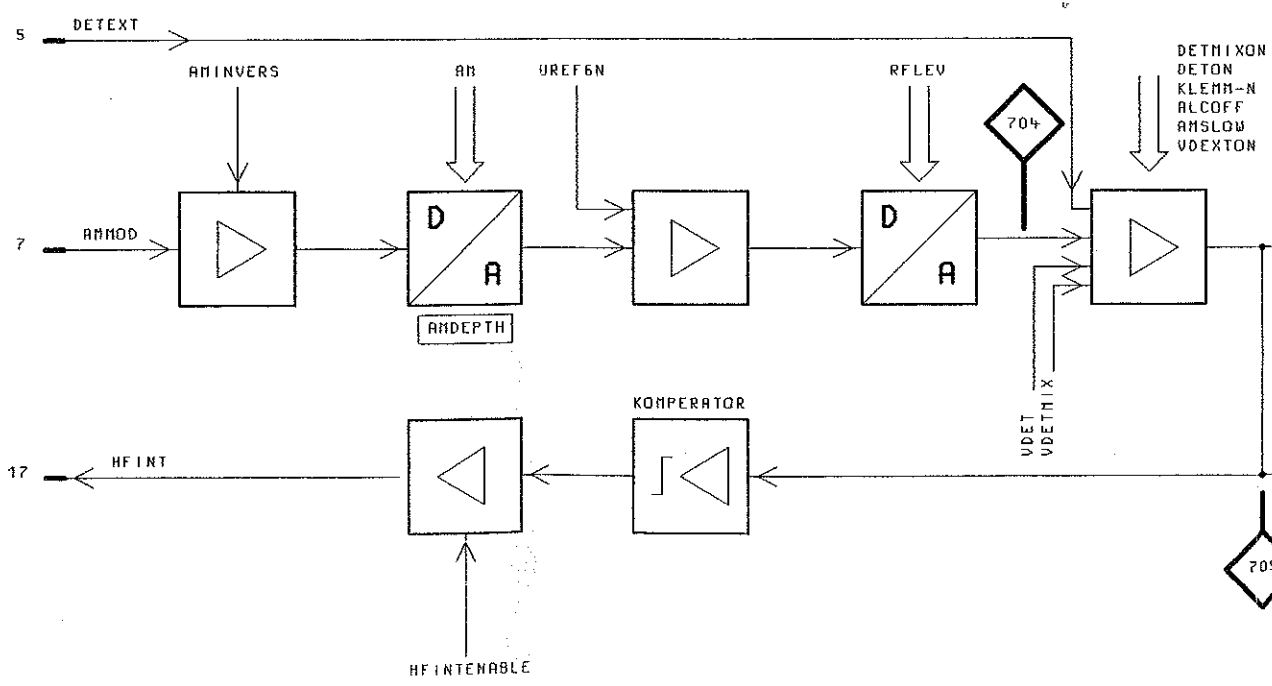 5 DETEXT
AMINVERS
AM
VREF6N
RFLEV
704
DETMIXON
DETON
KLEMM-N
ALCOFF
AMSLOW
VDEXTON
7 AMMOD
D
A
D
A
AMDEPTH
VDET
VDETMIX
KOMPERATOR
17 HFINT
HFINTENABLE